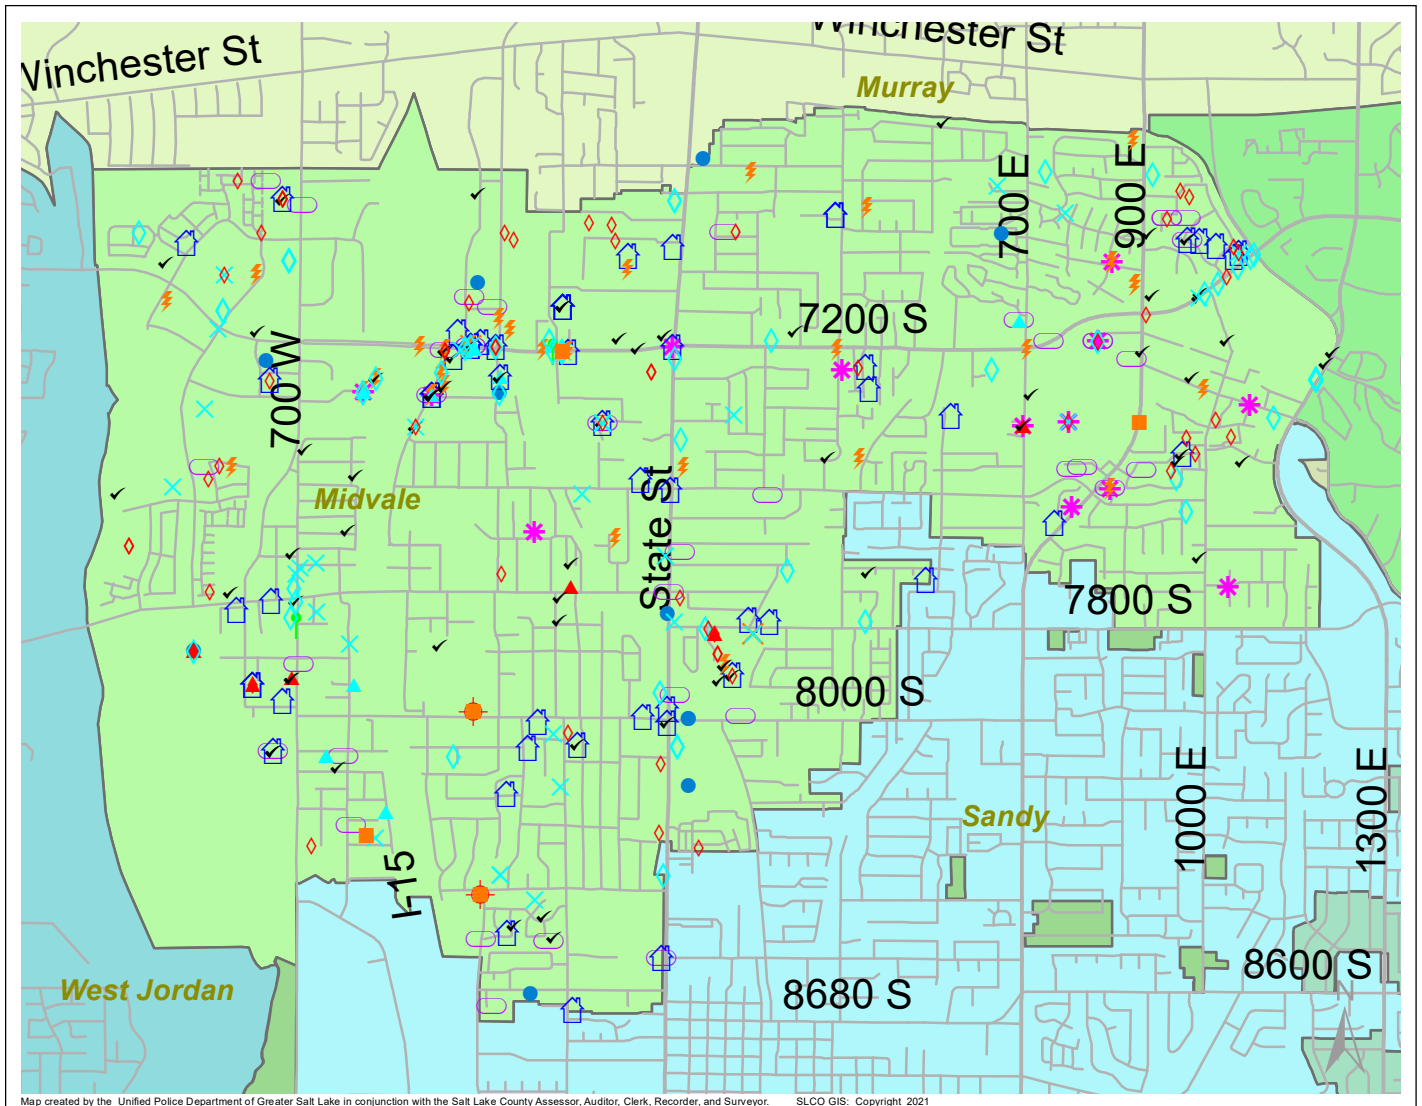 Winchester St
Winchester St
Murray
700 E
900 E
7200 S
700 W
Midvale
State St
7800 S
8000 S
Sandy
1000 E
1300 E
I-15
West Jordan
8680 S
8600 S
Map created by the Unified Police Department of Greater Salt Lake in conjunction with the Salt Lake County Assessor, Auditor, Clerk, Recorder, and Surveyor. SLCO GIS: Copyright 2021